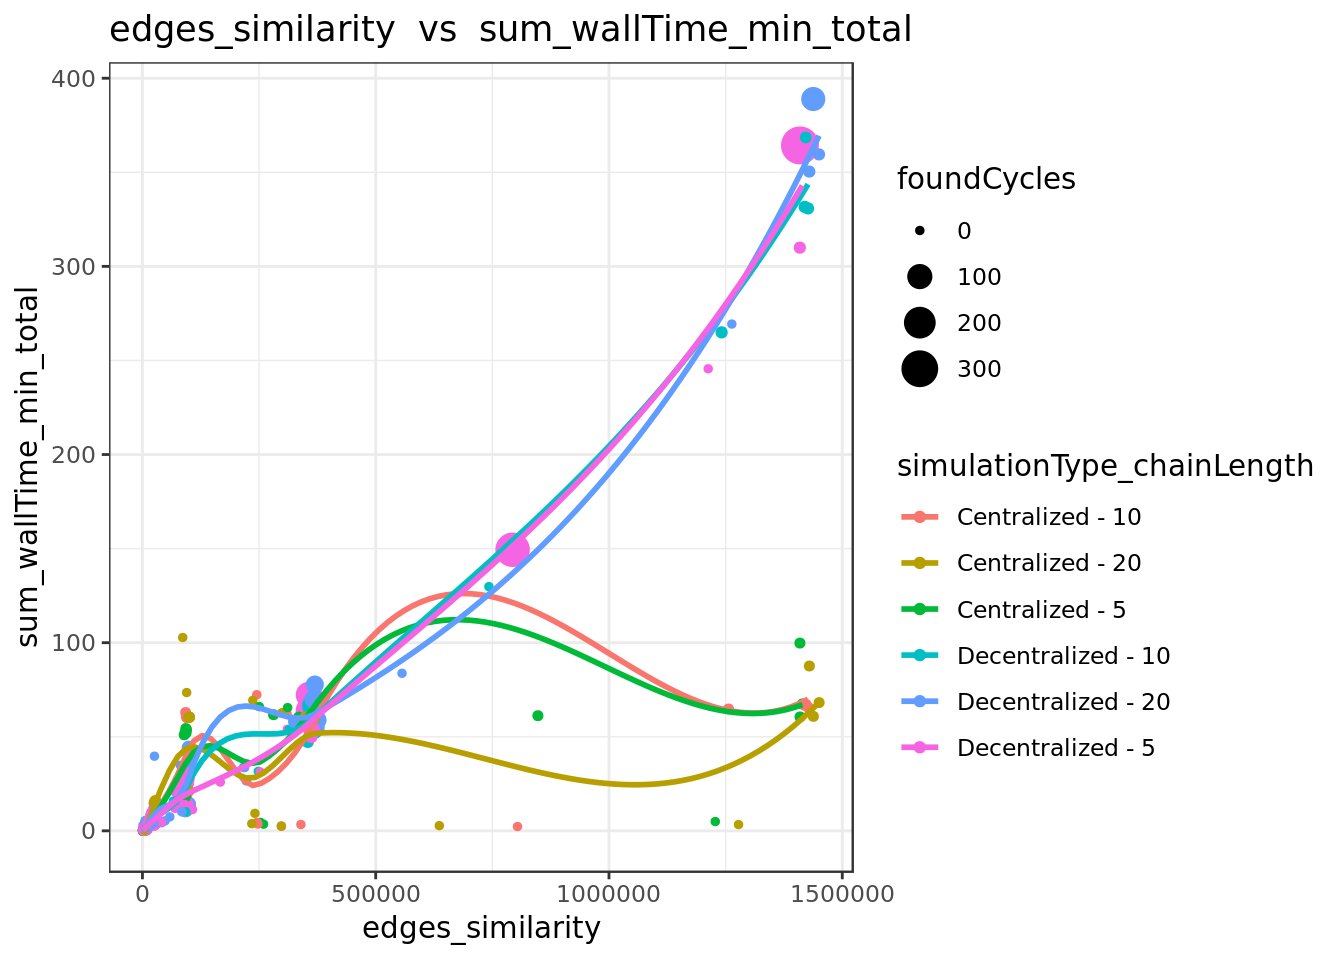 edges_similarity vs sum_wallTime_min_total
sum_wallTime_min_total
400
300
200
100
0
0
500000
1000000
1500000
edges_similarity
foundCycles
0
100
200
300
simulationType_chainLength
Centralized - 10
Centralized - 20
Centralized - 5
Decentralized - 10
Decentralized - 20
Decentralized - 5